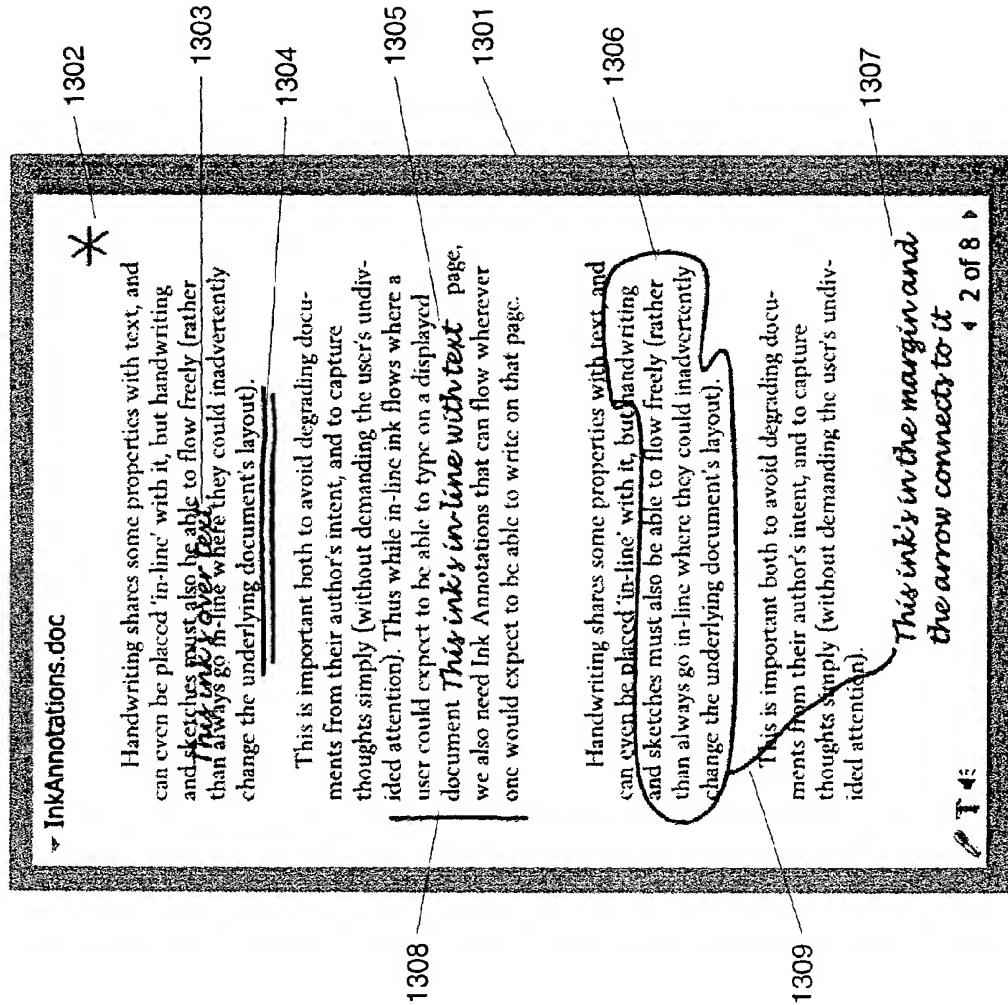 1302
1303
1304
1305
1301
1306
1307
1308
1309
InkAnnotations.doc
*
Handwriting shares some properties with text, and
can even be placed 'in-line' with it, but handwriting
and sketches must also be able to flow freely (rather
This ink's over text
than always go in-line where they could inadvertently
change the underlying document's layout).
This is important both to avoid degrading docu-
ments from their author's intent, and to capture
thoughts simply (without demanding the user's undiv-
ided attention). Thus while in-line ink flows where a
user could expect to be able to type on a displayed
document This ink's in-line with text page,
we also need Ink Annotations that can flow wherever
one would expect to be able to write on that page.
Handwriting shares some properties with text, and
can even be placed 'in-line' with it, but handwriting
and sketches must also be able to flow freely (rather
than always go in-line where they could inadvertently
change the underlying document's layout).
This is important both to avoid degrading docu-
ments from their author's intent, and to capture
thoughts simply (without demanding the user's undiv-
ided attention).
This ink's in the margin and
the arrow connects to it
T
2 of 8